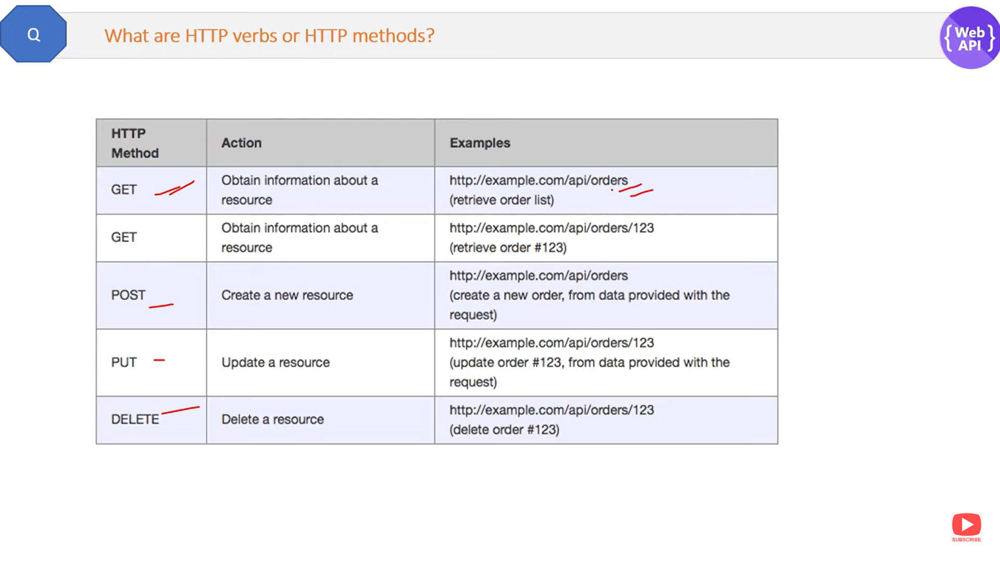 Q
What are HTTP verbs or HTTP methods?
{ Web }
API
HTTP
Method
Action
Examples
GET
Obtain information about a
resource
http://example.com/api/orders
(retrieve order list)
GET
Obtain information about a
resource
http://example.com/api/orders/123
(retrieve order #123)
POST
Create a new resource
http://example.com/api/orders
(create a new order, from data provided with the
request)
PUT
Update a resource
http://example.com/api/orders/123
(update order #123, from data provided with the
request)
DELETE
Delete a resource
http://example.com/api/orders/123
(delete order #123)
SUBSCRIBE